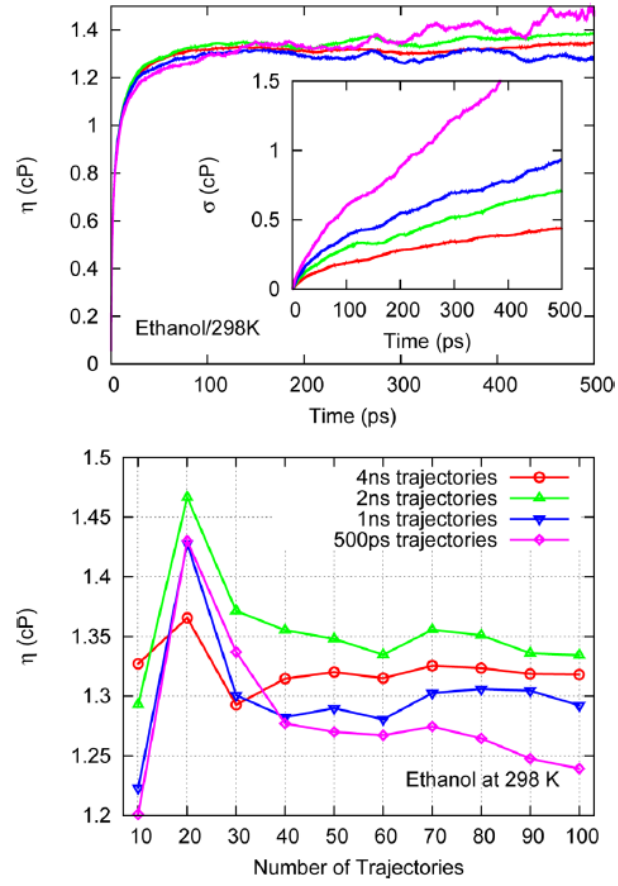 1.4
1.2
1
0.8
0.6
0.4
0.2
0
η (cP)
0 100 200 300 400 500
Time (ps)
Ethanol/298K
1.5
1
0.5
0
σ (cP)
0 100 200 300 400 500
Time (ps)
1.5
1.45
1.4
1.35
1.3
1.25
1.2
η (cP)
4ns trajectories
2ns trajectories
1ns trajectories
500ps trajectories
Ethanol at 298 K
10 20 30 40 50 60 70 80 90 100
Number of Trajectories